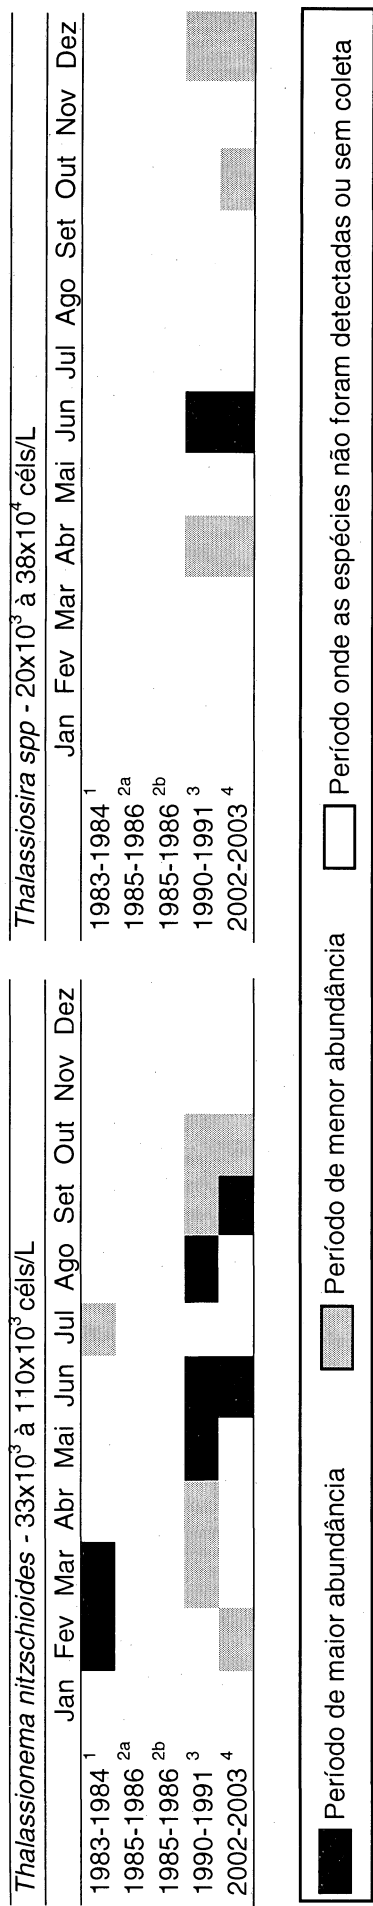 Thalassionema nitzschioides - 33x10³ à 110x10³ céls/L
Jan Fev Mar Abr Mai Jun Jul Ago Set Out Nov Dez
1983-1984 ¹
1985-1986 ²ᵃ
1985-1986 ²ᵇ
1990-1991 ³
2002-2003 ⁴
Thalassiosira spp - 20x10³ à 38x10⁴ céls/L
Jan Fev Mar Abr Mai Jun Jul Ago Set Out Nov Dez
1983-1984 ¹
1985-1986 ²ᵃ
1985-1986 ²ᵇ
1990-1991 ³
2002-2003 ⁴
Período de maior abundância
Período de menor abundância
Período onde as espécies não foram detectadas ou sem coleta